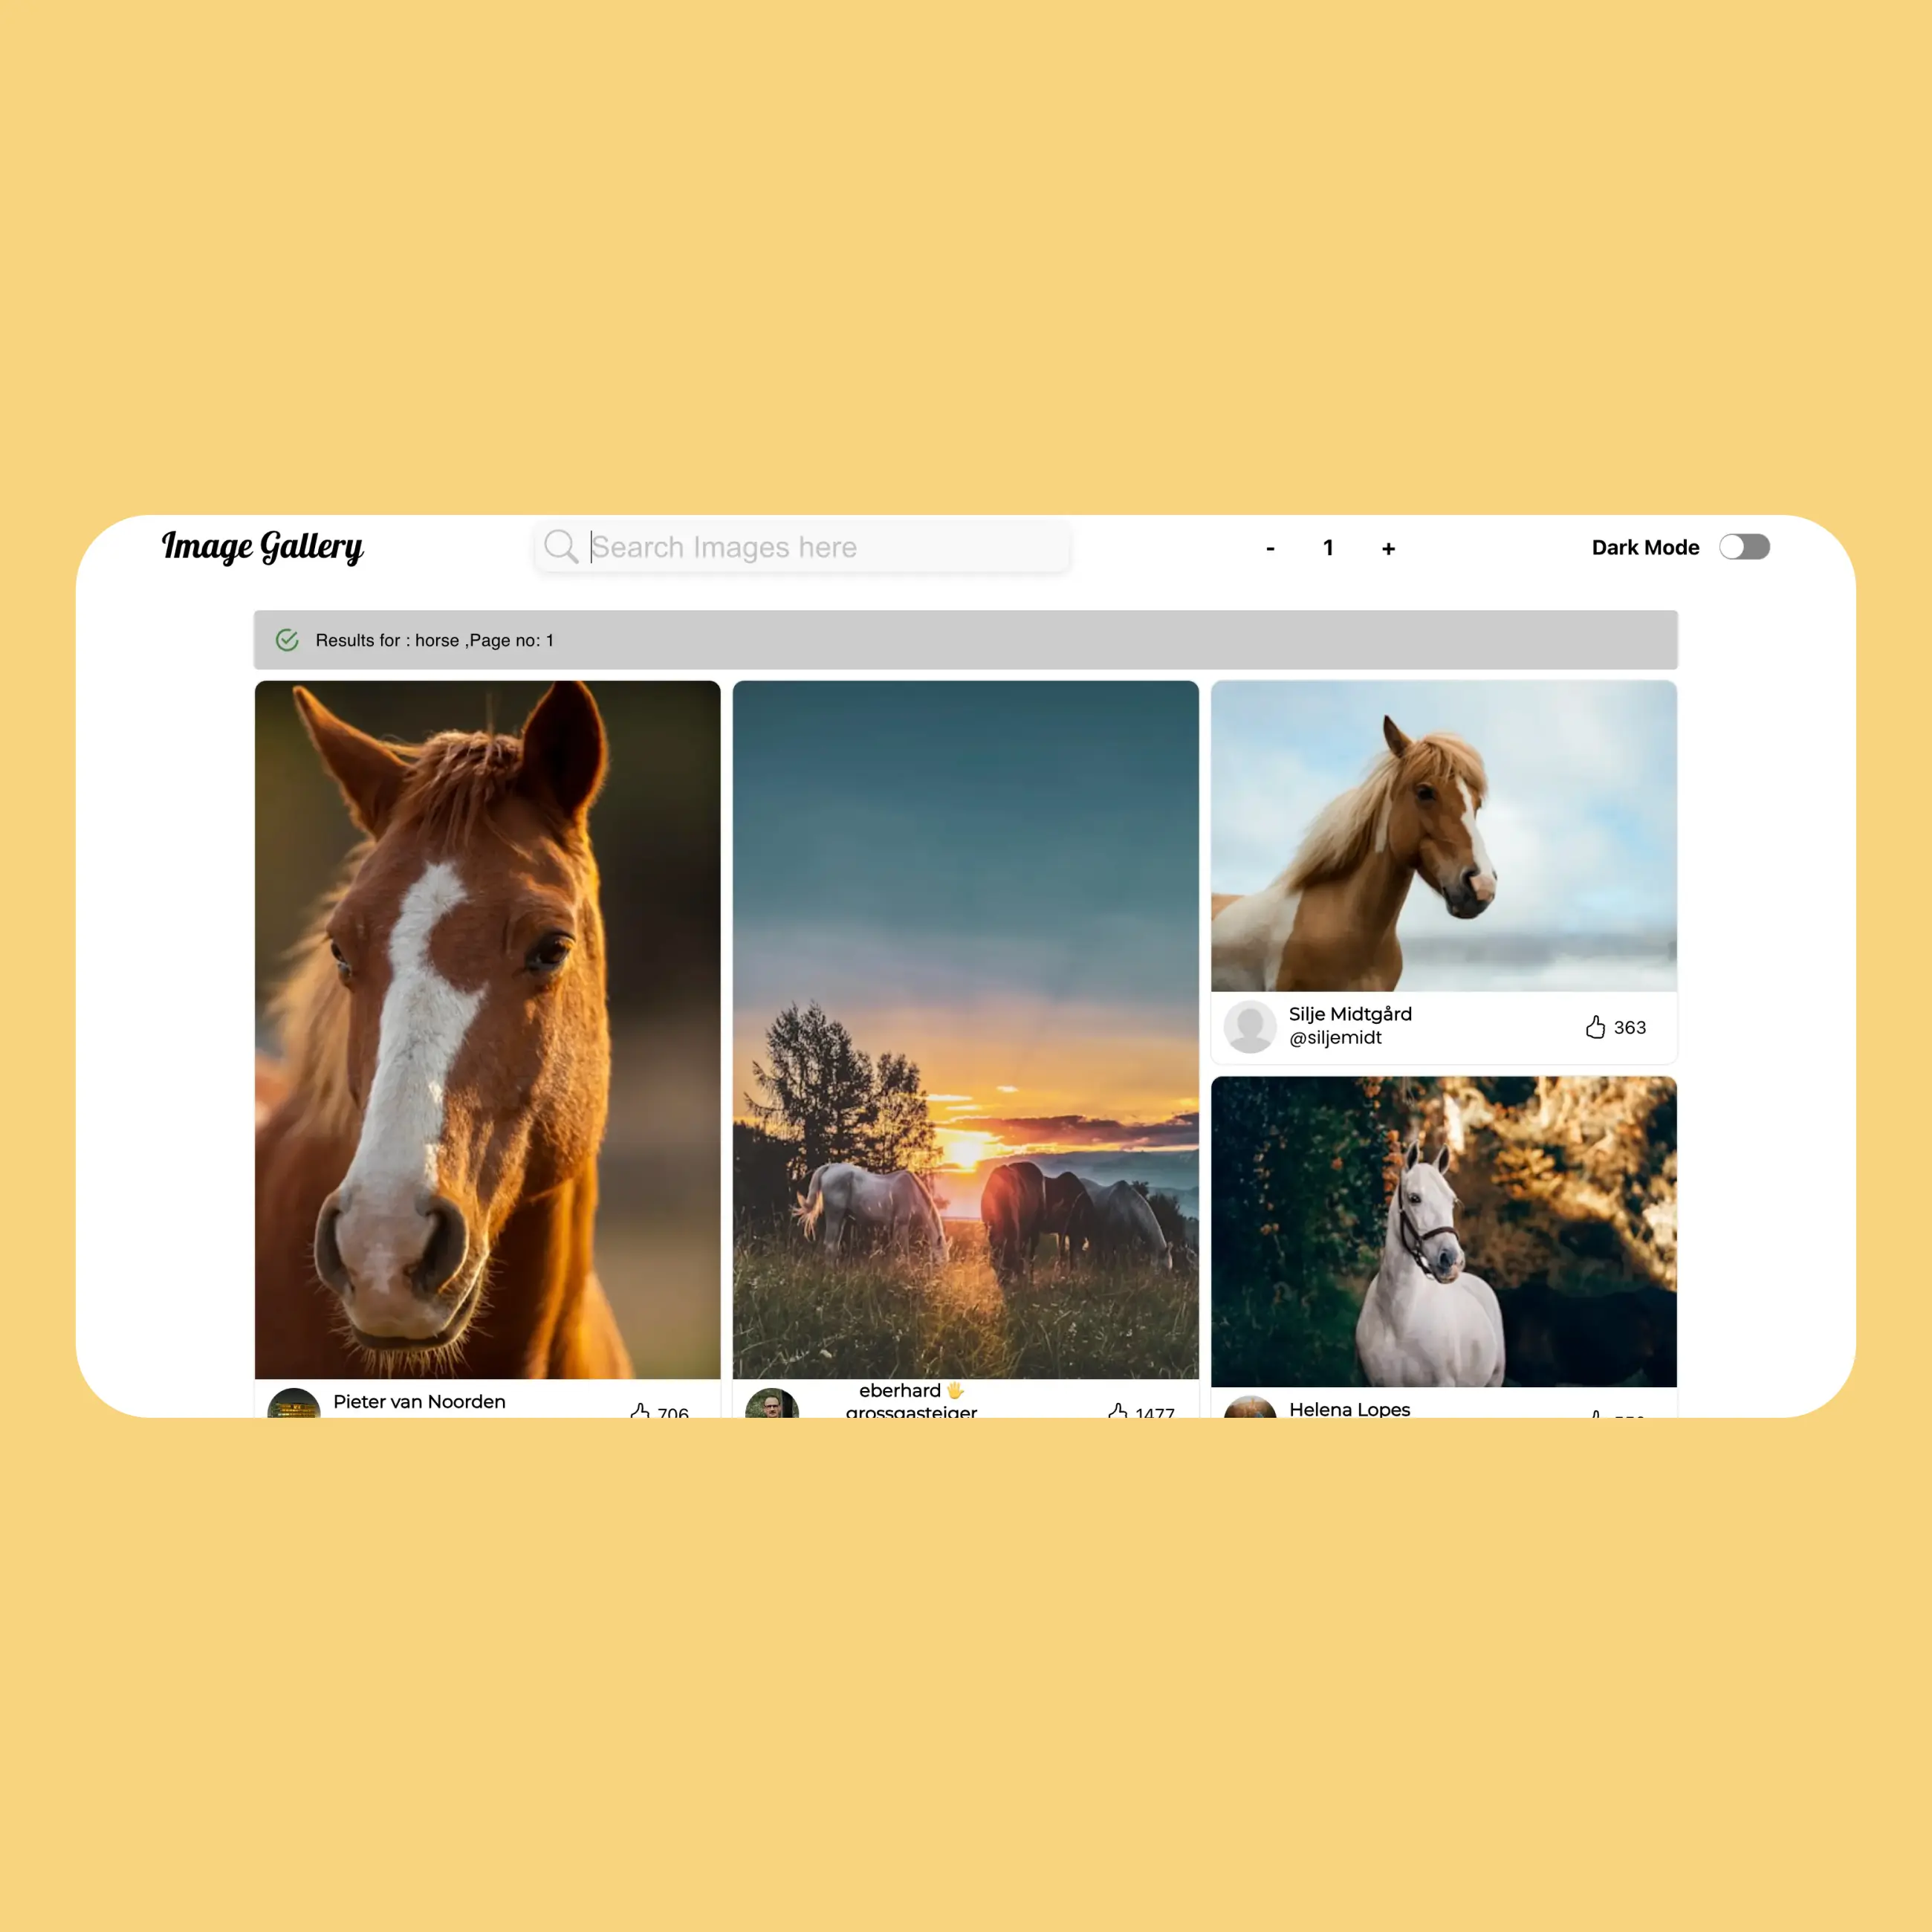 Image Gallery
Search Images here
- 1 +
Dark Mode
Results for : horse ,Page no: 1
Silje Midtgård
@siljemidt
363
Pieter van Noorden
706
eberhard 🖐
grossgasteiger
1477
Helena Lopes